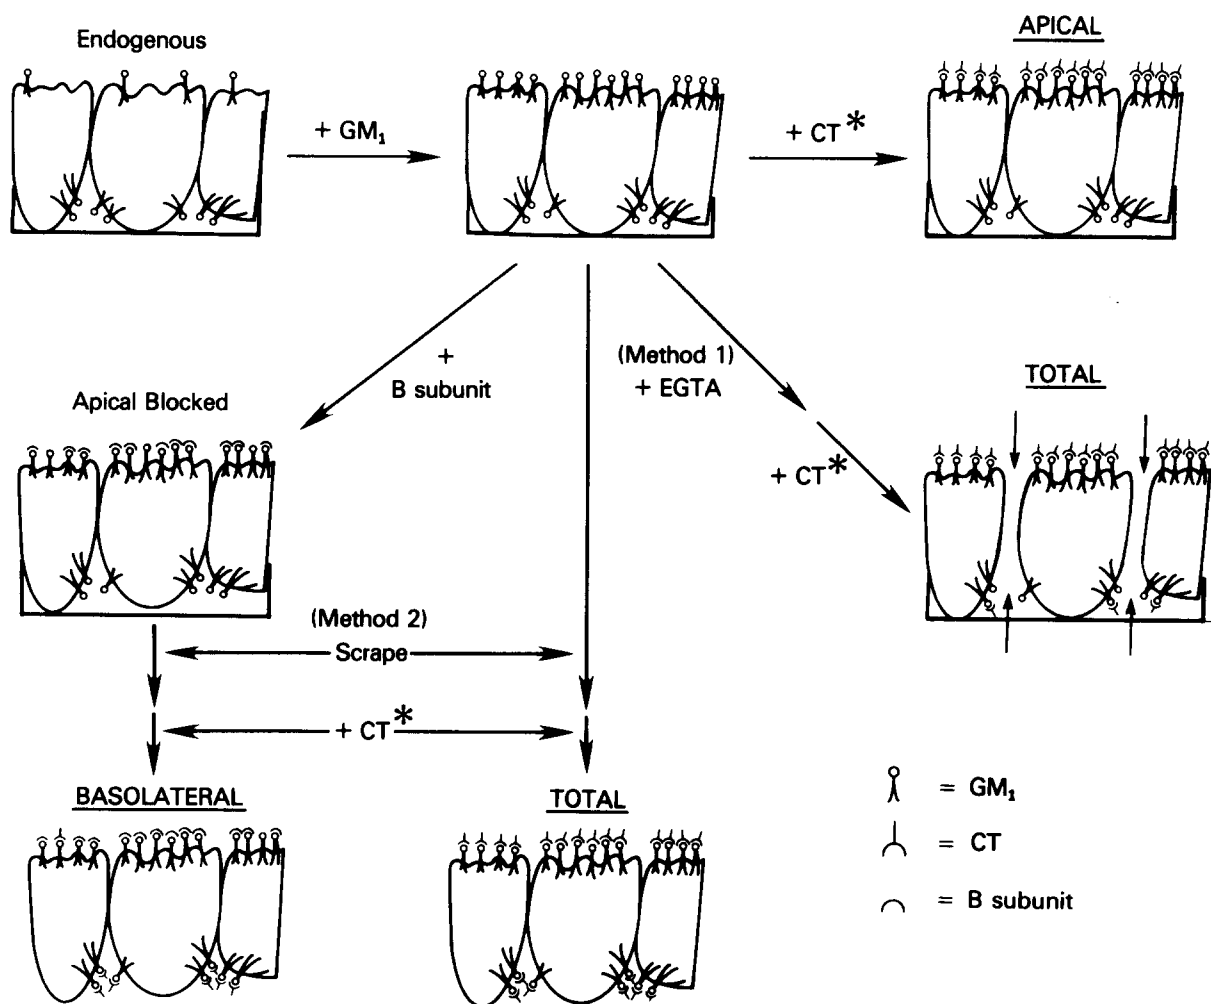 Endogenous
+ GM₁
+ CT*
APICAL
+
B subunit
(Method 1)
+ EGTA
+ CT*
TOTAL
Apical Blocked
(Method 2)
Scrape
+ CT*
BASOLATERAL
TOTAL
= GM₁
= CT
= B subunit